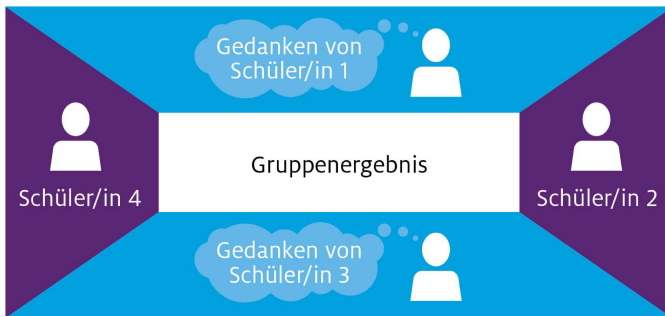 Gedanken von
Schüler/in 1
Schüler/in 4
Gruppenergebnis
Schüler/in 2
Gedanken von
Schüler/in 3